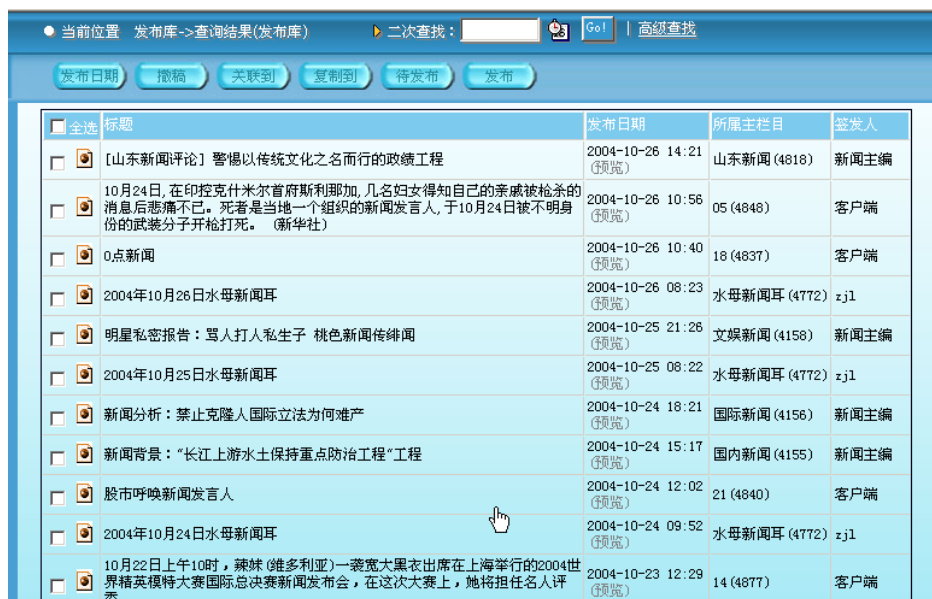 当前位置 发布库->查询结果(发布库) 二次查找: Go! | 高级查找
发布日期 撤稿 关联到 复制到 待发布 发布
全选 标题 发布日期 所属主栏目 签发人
[山东新闻评论] 警惕以传统文化之名而行的政绩工程 2004-10-26 14:21 (预览) 山东新闻(4818) 新闻主编
10月24日,在印控克什米尔首府斯利那加,几名妇女得知自己的亲戚被枪杀的
消息后悲痛不已。死者是当地一个组织的新闻发言人,于10月24日被不明身
份的武装分子开枪打死。 (新华社) 2004-10-26 10:56 (预览) 05(4848) 客户端
0点新闻 2004-10-26 10:40 (预览) 18(4837) 客户端
2004年10月26日水母新闻耳 2004-10-26 08:23 (预览) 水母新闻耳(4772) zjl
明星私密报告：骂人打人私生子 桃色新闻传绯闻 2004-10-25 21:26 (预览) 文娱新闻(4158) 新闻主编
2004年10月25日水母新闻耳 2004-10-25 08:22 (预览) 水母新闻耳(4772) zjl
新闻分析：禁止克隆人国际立法为何难产 2004-10-24 18:21 (预览) 国际新闻(4156) 新闻主编
新闻背景："长江上游水土保持重点防治工程"工程 2004-10-24 15:17 (预览) 国内新闻(4155) 新闻主编
股市呼唤新闻发言人 2004-10-24 12:02 (预览) 21(4840) 客户端
2004年10月24日水母新闻耳 2004-10-24 09:52 (预览) 水母新闻耳(4772) zjl
10月22日上午10时，辣妹(维多利亚)一袭宽大黑衣出席在上海举行的2004世
界精英模特大赛国际总决赛新闻发布会，在这次大赛上，她将担任名人评 2004-10-23 12:29 (预览) 14(4877) 客户端